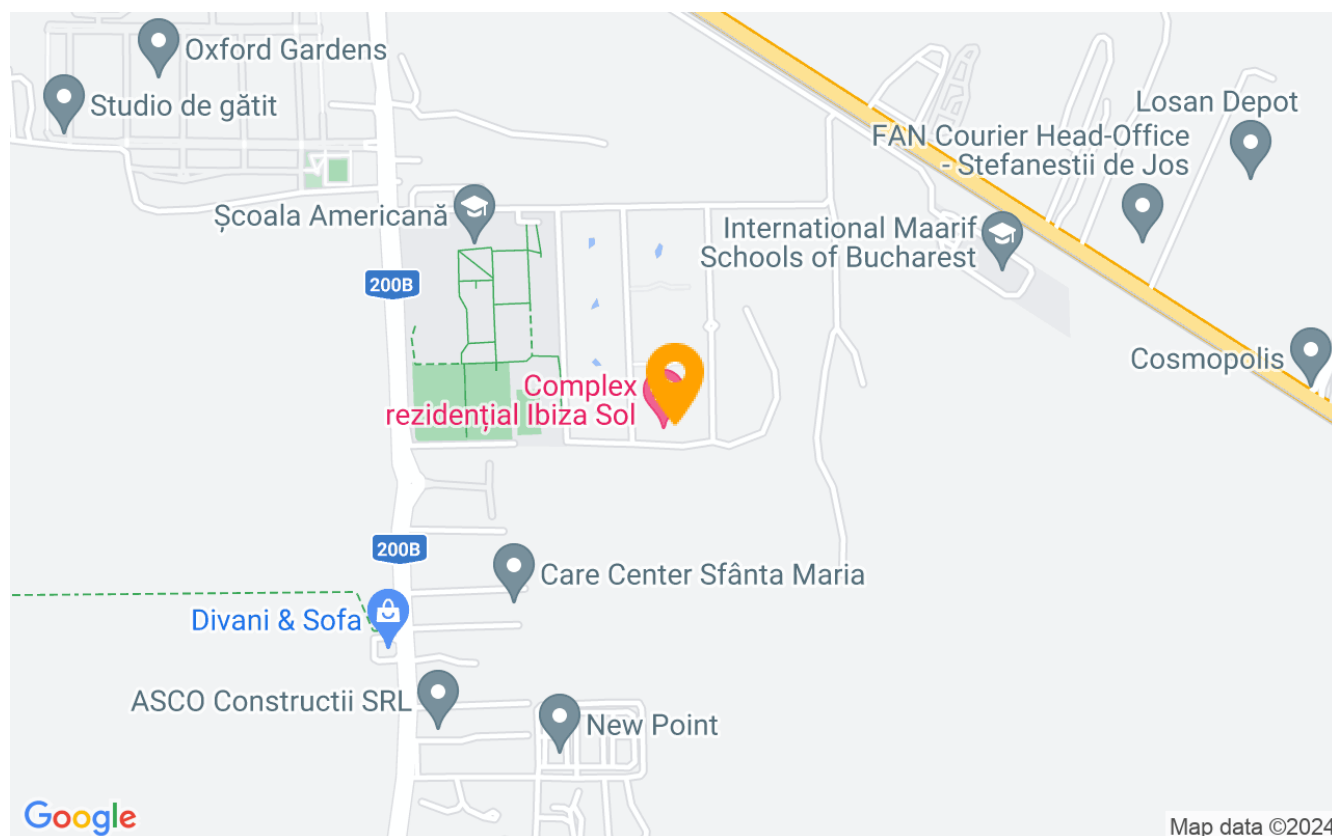 Oxford Gardens
Studio de gătit
Losan Depot
FAN Courier Head-Office
- Stefanestii de Jos
Școala Americană
International Maarif
Schools of Bucharest
200B
Cosmopolis
Complex
rezidențial Ibiza Sol
200B
Care Center Sfânta Maria
Divani & Sofa
ASCO Constructii SRL
New Point
Google
Map data ©2024